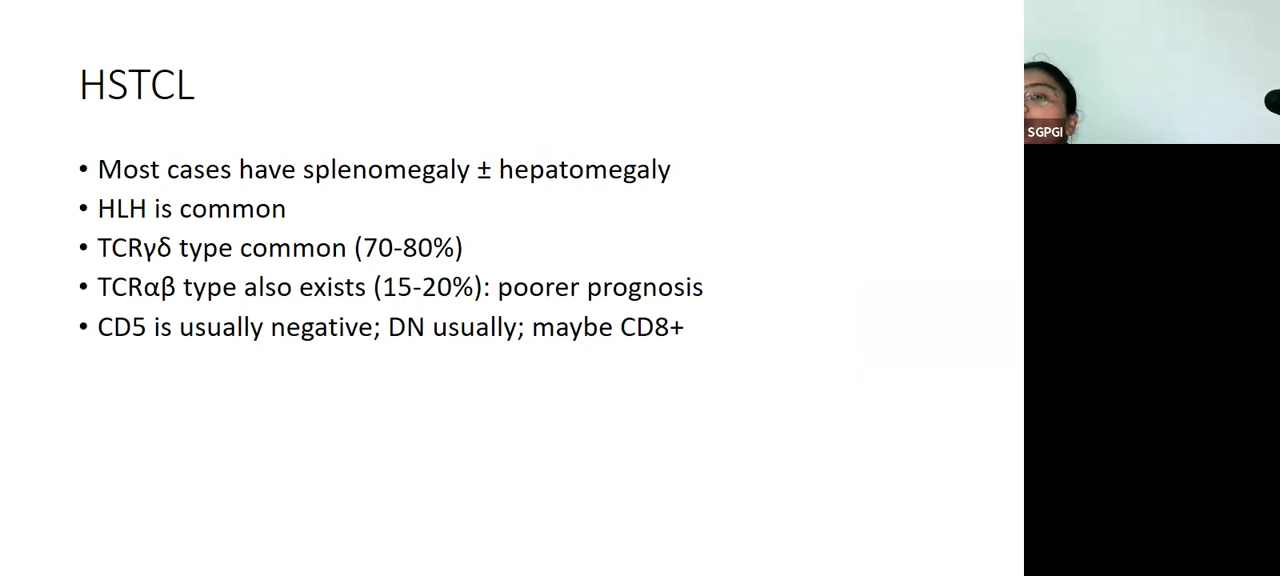 HSTCL
• Most cases have splenomegaly ± hepatomegaly
• HLH is common
• TCRγδ type common (70-80%)
• TCRαβ type also exists (15-20%): poorer prognosis
• CD5 is usually negative; DN usually; maybe CD8+
SGPGI